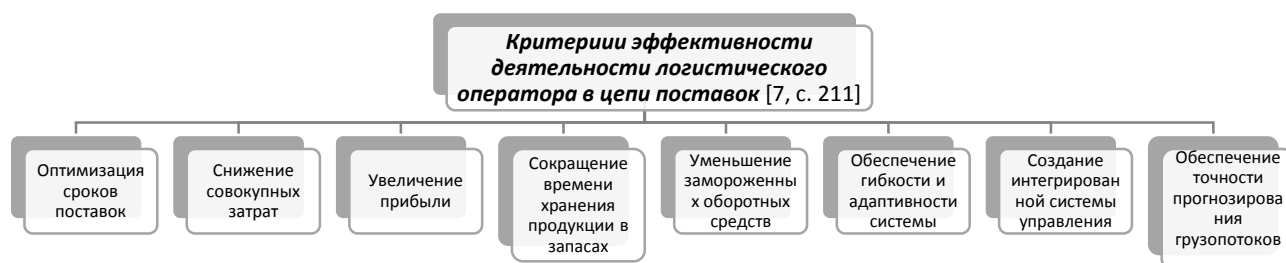 Критериии эффективности
деятельности логистического
оператора в цепи поставок [7, с. 211]
Оптимизация
сроков
поставок
Снижение
совокупных
затрат
Увеличение
прибыли
Сокращение
времени
хранения
продукции в
запасах
Уменьшение
замороженны
х оборотных
средств
Обеспечение
гибкости и
адаптивности
системы
Создание
интегрирован
ной системы
управления
Обеспечение
точности
прогнозирова
ния
грузопотоков